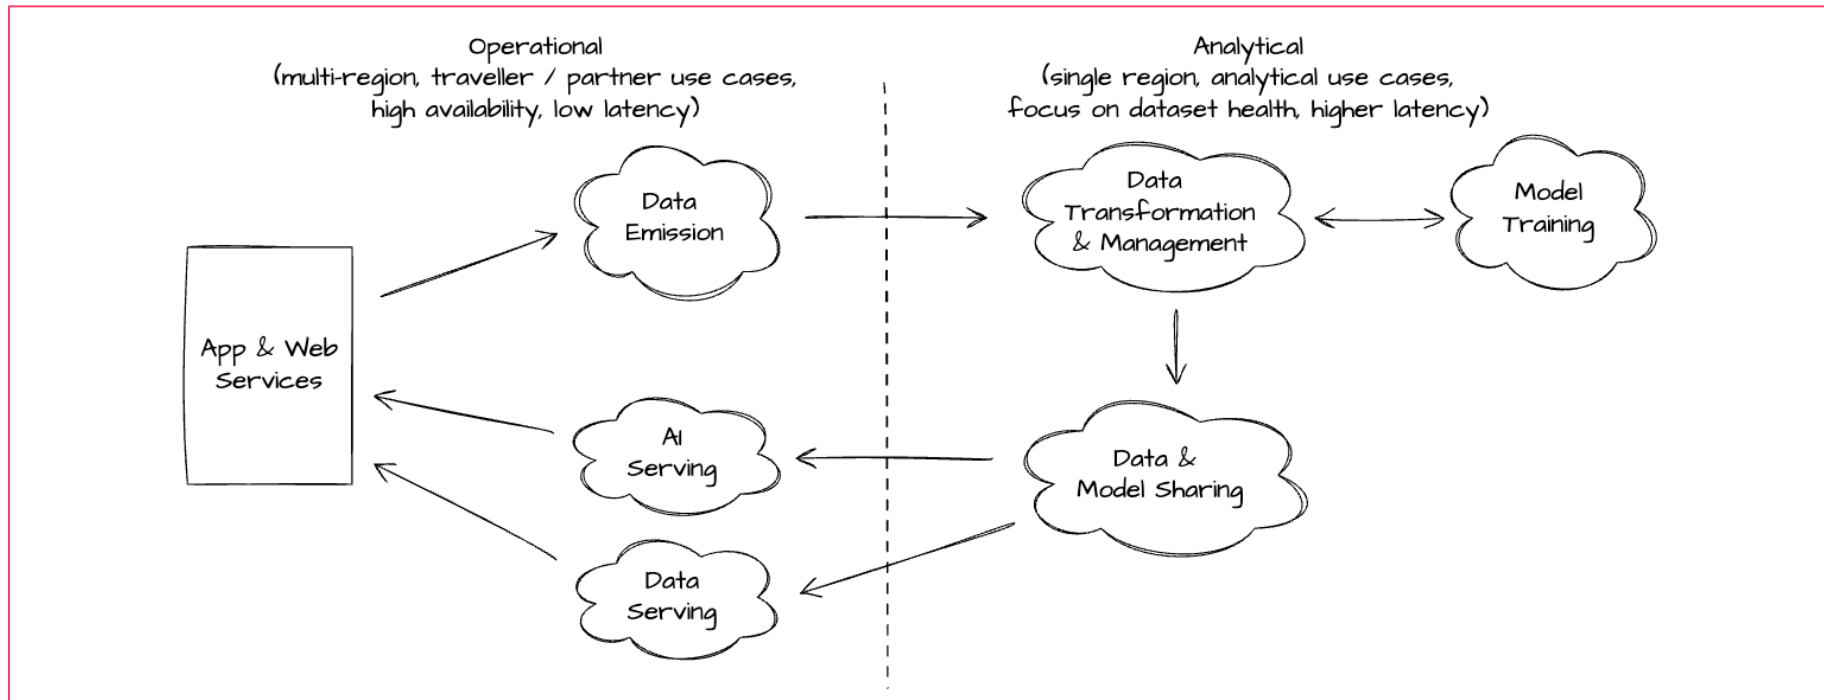 Operational
(multi-region, traveller / partner use cases,
high availability, low latency)
Analytical
(single region, analytical use cases,
focus on dataset health, higher latency)
Data
Emission
Data
Transformation
& Management
Model
Training
App & Web
Services
AI
Serving
Data &
Model Sharing
Data
Serving